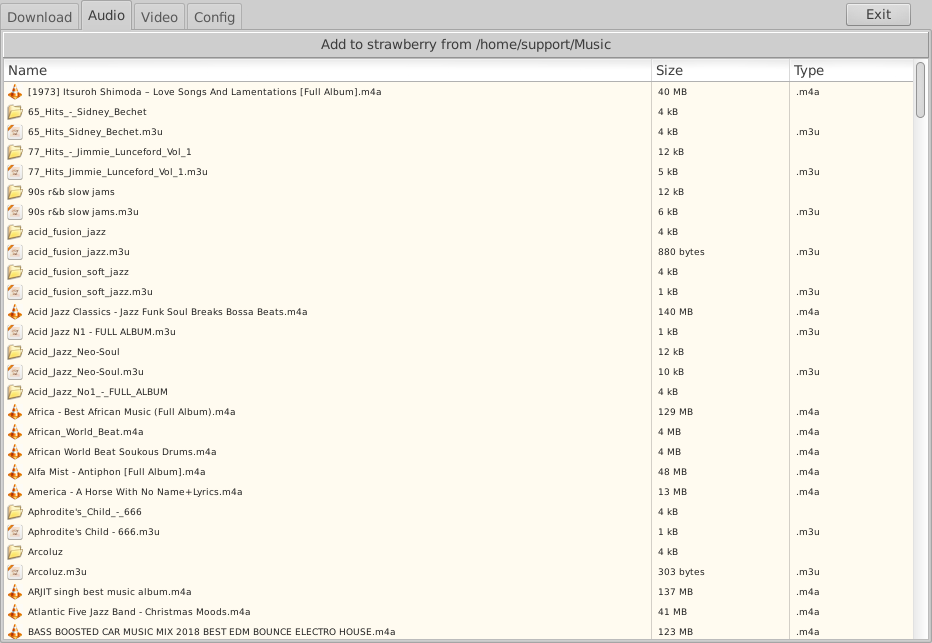 Download Audio Video Config Exit
Add to strawberry from /home/support/Music
Name Size Type
[1973] Itsuroh Shimoda – Love Songs And Lamentations [Full Album].m4a 40 MB .m4a
65_Hits_-_Sidney_Bechet 4 kB
65_Hits_Sidney_Bechet.m3u 4 kB .m3u
77_Hits_-_Jimmie_Lunceford_Vol_1 12 kB
77_Hits_Jimmie_Lunceford_Vol_1.m3u 5 kB .m3u
90s r&b slow jams 12 kB
90s r&b slow jams.m3u 6 kB .m3u
acid_fusion_jazz 4 kB
acid_fusion_jazz.m3u 880 bytes .m3u
acid_fusion_soft_jazz 4 kB
acid_fusion_soft_jazz.m3u 1 kB .m3u
Acid Jazz Classics - Jazz Funk Soul Breaks Bossa Beats.m4a 140 MB .m4a
Acid Jazz N1 - FULL ALBUM.m3u 1 kB .m3u
Acid_Jazz_Neo-Soul 12 kB
Acid_Jazz_Neo-Soul.m3u 10 kB .m3u
Acid_Jazz_No1_-_FULL_ALBUM 4 kB
Africa - Best African Music (Full Album).m4a 129 MB .m4a
African_World_Beat.m4a 4 MB .m4a
African World Beat Soukous Drums.m4a 4 MB .m4a
Alfa Mist - Antiphon [Full Album].m4a 48 MB .m4a
America - A Horse With No Name+Lyrics.m4a 13 MB .m4a
Aphrodite's_Child_-_666 4 kB
Aphrodite's Child - 666.m3u 1 kB .m3u
Arcoluz 4 kB
Arcoluz.m3u 303 bytes .m3u
ARJIT singh best music album.m4a 137 MB .m4a
Atlantic Five Jazz Band - Christmas Moods.m4a 41 MB .m4a
BASS BOOSTED CAR MUSIC MIX 2018 BEST EDM BOUNCE ELECTRO HOUSE.m4a 123 MB .m4a